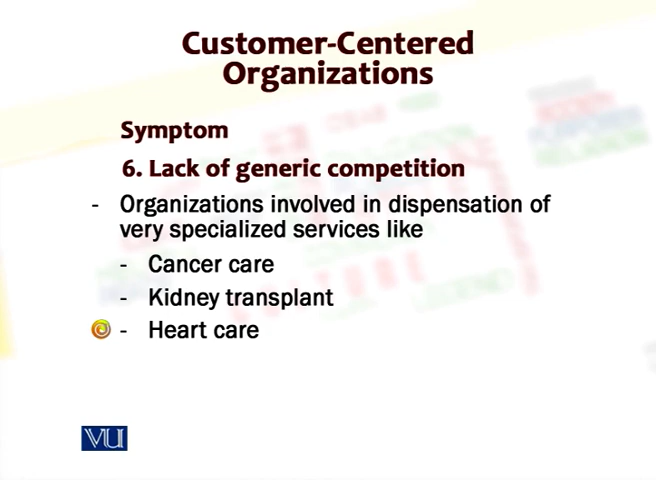 Customer-Centered
Organizations
Symptom
6. Lack of generic competition
- Organizations involved in dispensation of
very specialized services like
- Cancer care
- Kidney transplant
- Heart care
VU